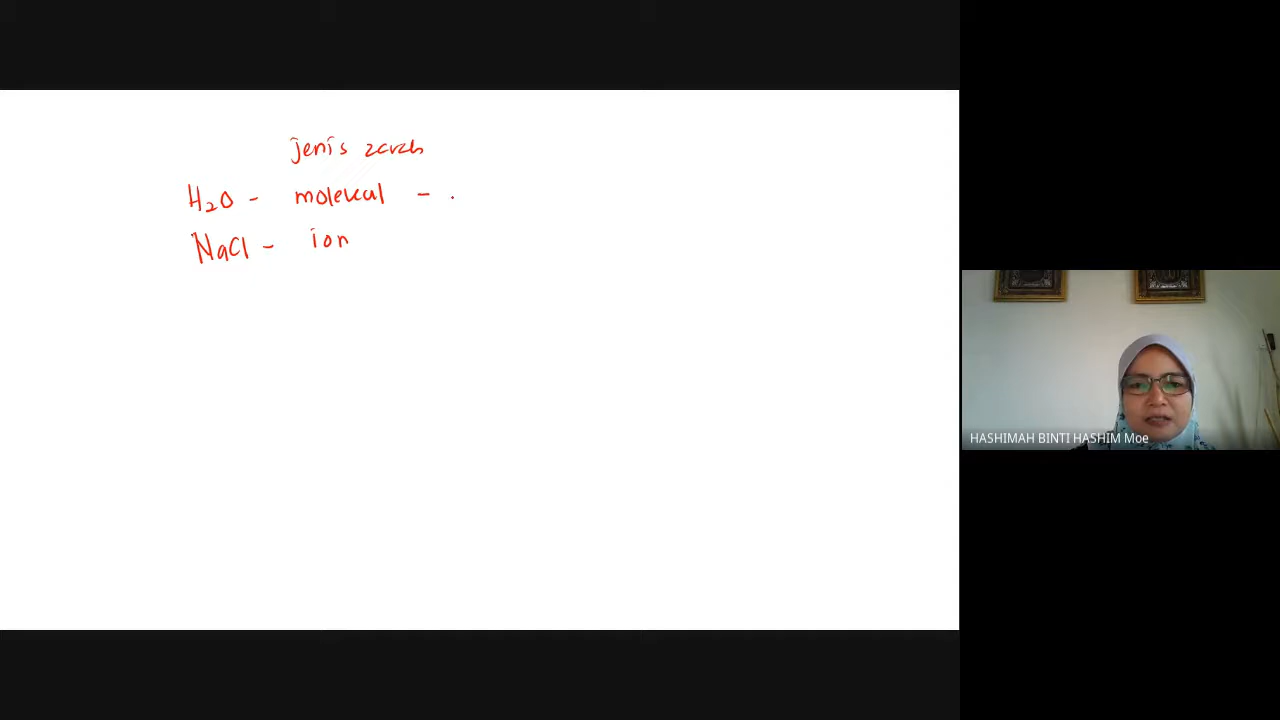 jenis zarah
H₂O - molekul -
NaCl - ion
HASHIMAH BINTI HASHIM Moe